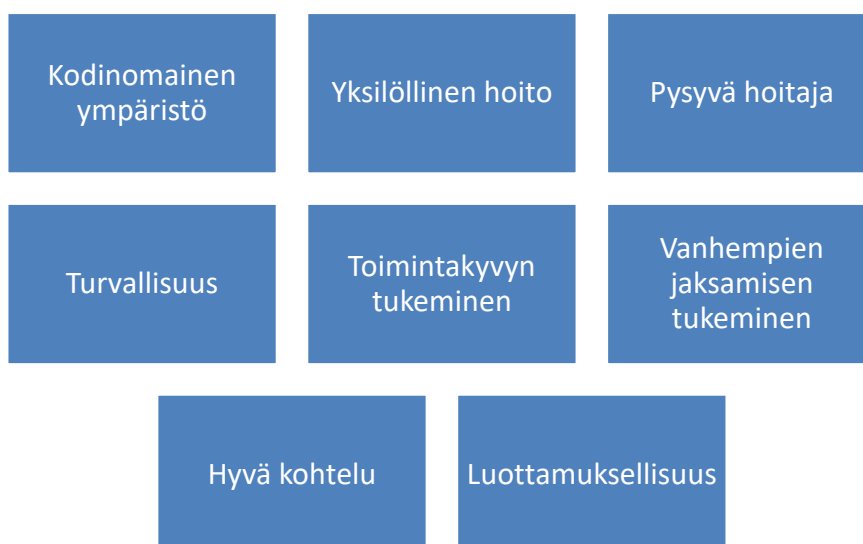 Kodinomainen
ympäristö
Yksilöllinen hoito
Pysyvä hoitaja
Turvallisuus
Toimintakyvyn
tukeminen
Vanhempien
jaksamisen
tukeminen
Hyvä kohtelu
Luottamuksellisuus